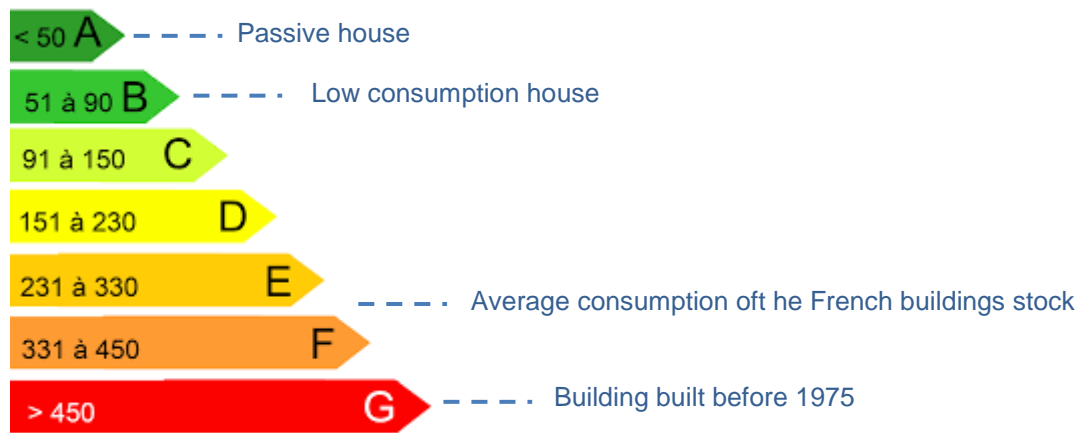 < 50 A Passive house
51 à 90 B Low consumption house
91 à 150 C
151 à 230 D
231 à 330 E
Average consumption oft he French buildings stock
331 à 450 F
> 450 G Building built before 1975